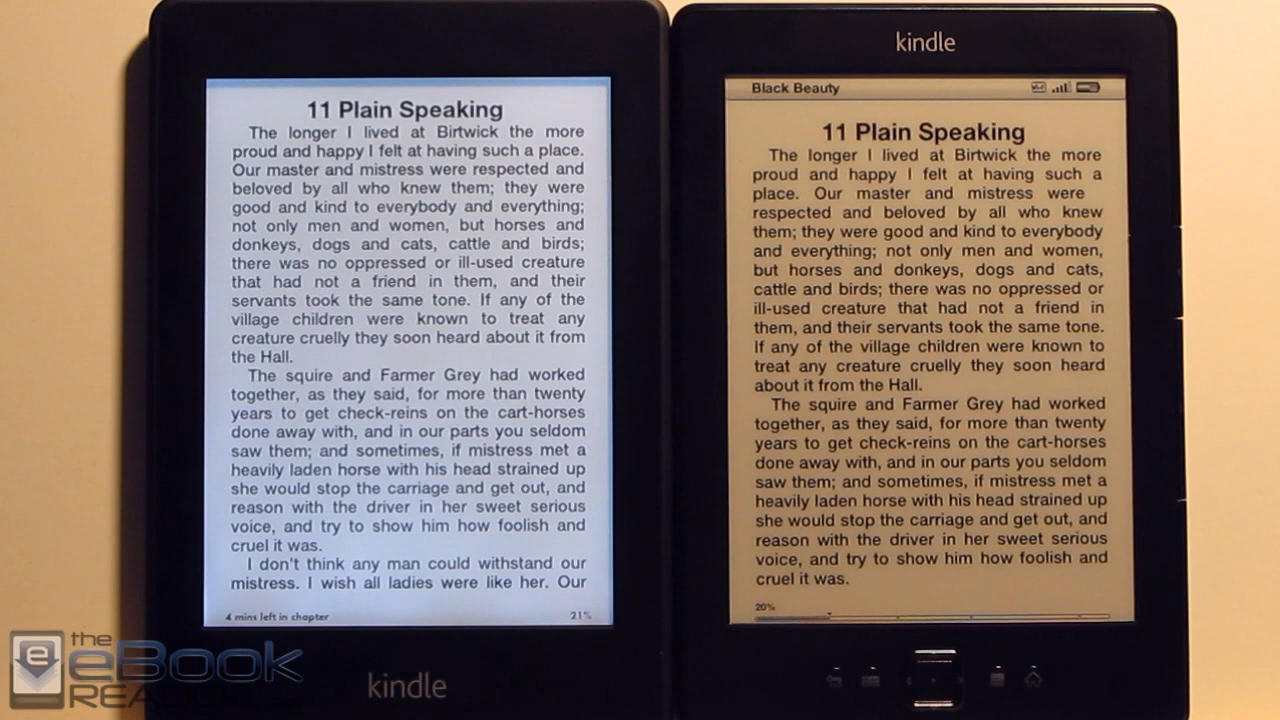 11 Plain Speaking
The longer I lived at Birtwick the more
proud and happy I felt at having such a place.
Our master and mistress were respected and
beloved by all who knew them; they were
good and kind to everybody and everything;
not only men and women, but horses and
donkeys, dogs and cats, cattle and birds;
there was no oppressed or ill-used creature
that had not a friend in them, and their
servants took the same tone. If any of the
village children were known to treat any
creature cruelly they soon heard about it from
the Hall.
The squire and Farmer Grey had worked
together, as they said, for more than twenty
years to get check-reins on the cart-horses
done away with, and in our parts you seldom
saw them; and sometimes, if mistress met a
heavily laden horse with his head strained up
she would stop the carriage and get out, and
reason with the driver in her sweet serious
voice, and try to show him how foolish and
cruel it was.
I don't think any man could withstand our
mistress. I wish all ladies were like her. Our
4 mins left in chapter 21%
kindle
kindle
Black Beauty
11 Plain Speaking
The longer I lived at Birtwick the more
proud and happy I felt at having such a
place. Our master and mistress were
respected and beloved by all who knew
them; they were good and kind to everybody
and everything; not only men and women,
but horses and donkeys, dogs and cats,
cattle and birds; there was no oppressed or
ill-used creature that had not a friend in
them, and their servants took the same tone.
If any of the village children were known to
treat any creature cruelly they soon heard
about it from the Hall.
The squire and Farmer Grey had worked
together, as they said, for more than twenty
years to get check-reins on the cart-horses
done away with, and in our parts you seldom
saw them; and sometimes, if mistress met a
heavily laden horse with his head strained up
she would stop the carriage and get out, and
reason with the driver in her sweet serious
voice, and try to show him how foolish and
cruel it was.
20%
the
eBook